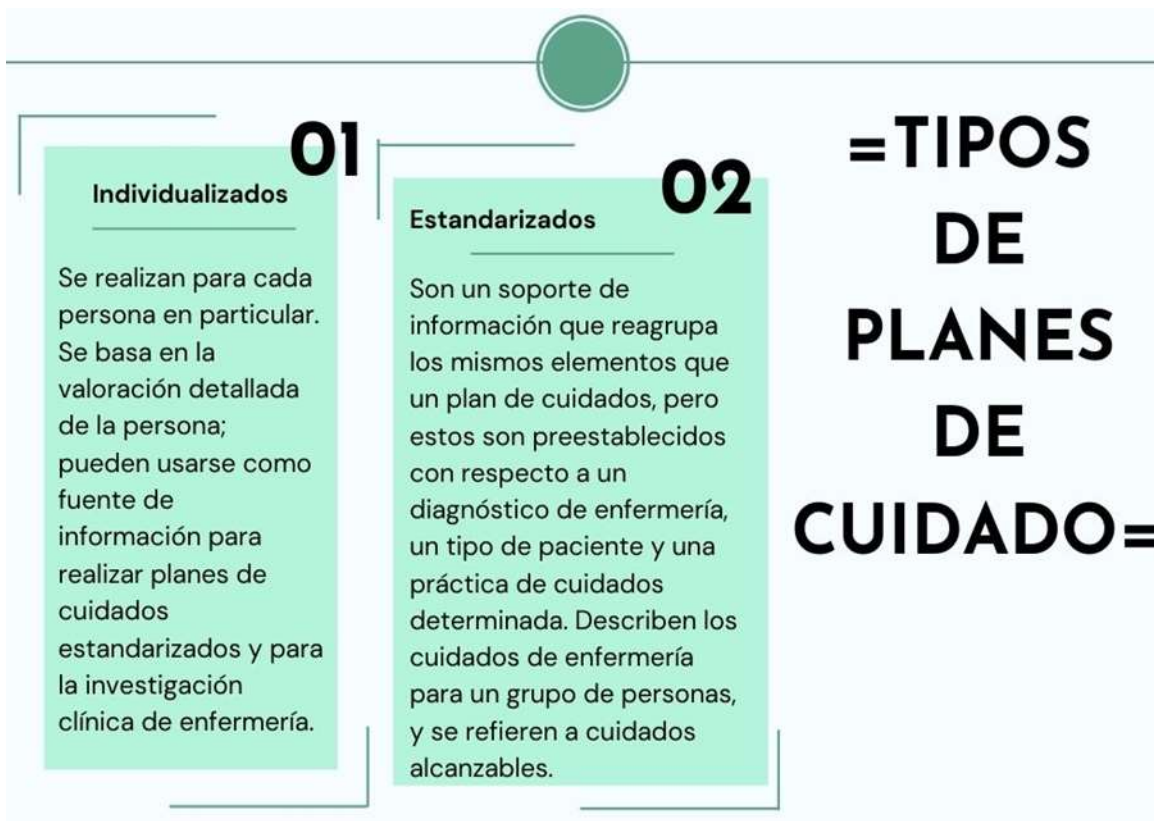 01
Individualizados
Se realizan para cada
persona en particular.
Se basa en la
valoración detallada
de la persona;
pueden usarse como
fuente de
información para
realizar planes de
cuidados
estandarizados y para
la investigación
clínica de enfermería.
02
Estandarizados
Son un soporte de
información que reagrupa
los mismos elementos que
un plan de cuidados, pero
estos son preestablecidos
con respecto a un
diagnóstico de enfermería,
un tipo de paciente y una
práctica de cuidados
determinada. Describen los
cuidados de enfermería
para un grupo de personas,
y se refieren a cuidados
alcanzables.
=TIPOS
DE
PLANES
DE
CUIDADO=